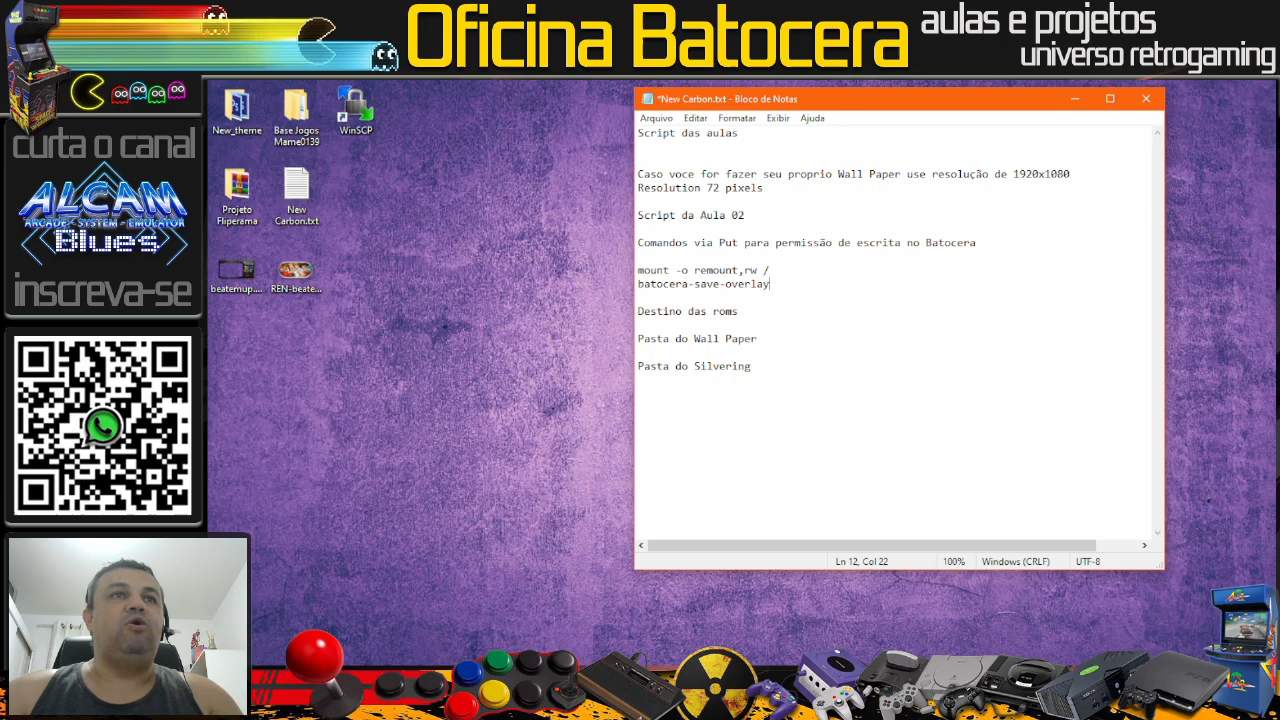 Oficina Batocera
aulas e projetos
universo retrogaming
curta o canal
ALCAM
ARCADE - SYSTEM - EMULATOR
Blues
inscreva-se
New_theme
Base Jogos
Mame0139
WinSCP
Projeto
Fliperama
New
Carbon.txt
beatemup....
REN-beate...
*New Carbon.txt - Bloco de Notas
Arquivo Editar Formatar Exibir Ajuda
Script das aulas
Caso voce for fazer seu proprio Wall Paper use resolução de 1920x1080
Resolution 72 pixels
Script da Aula 02
Comandos via Put para permissão de escrita no Batocera
mount -o remount,rw /
batocera-save-overlay
Destino das roms
Pasta do Wall Paper
Pasta do Silvering
Ln 12, Col 22 100% Windows (CRLF) UTF-8